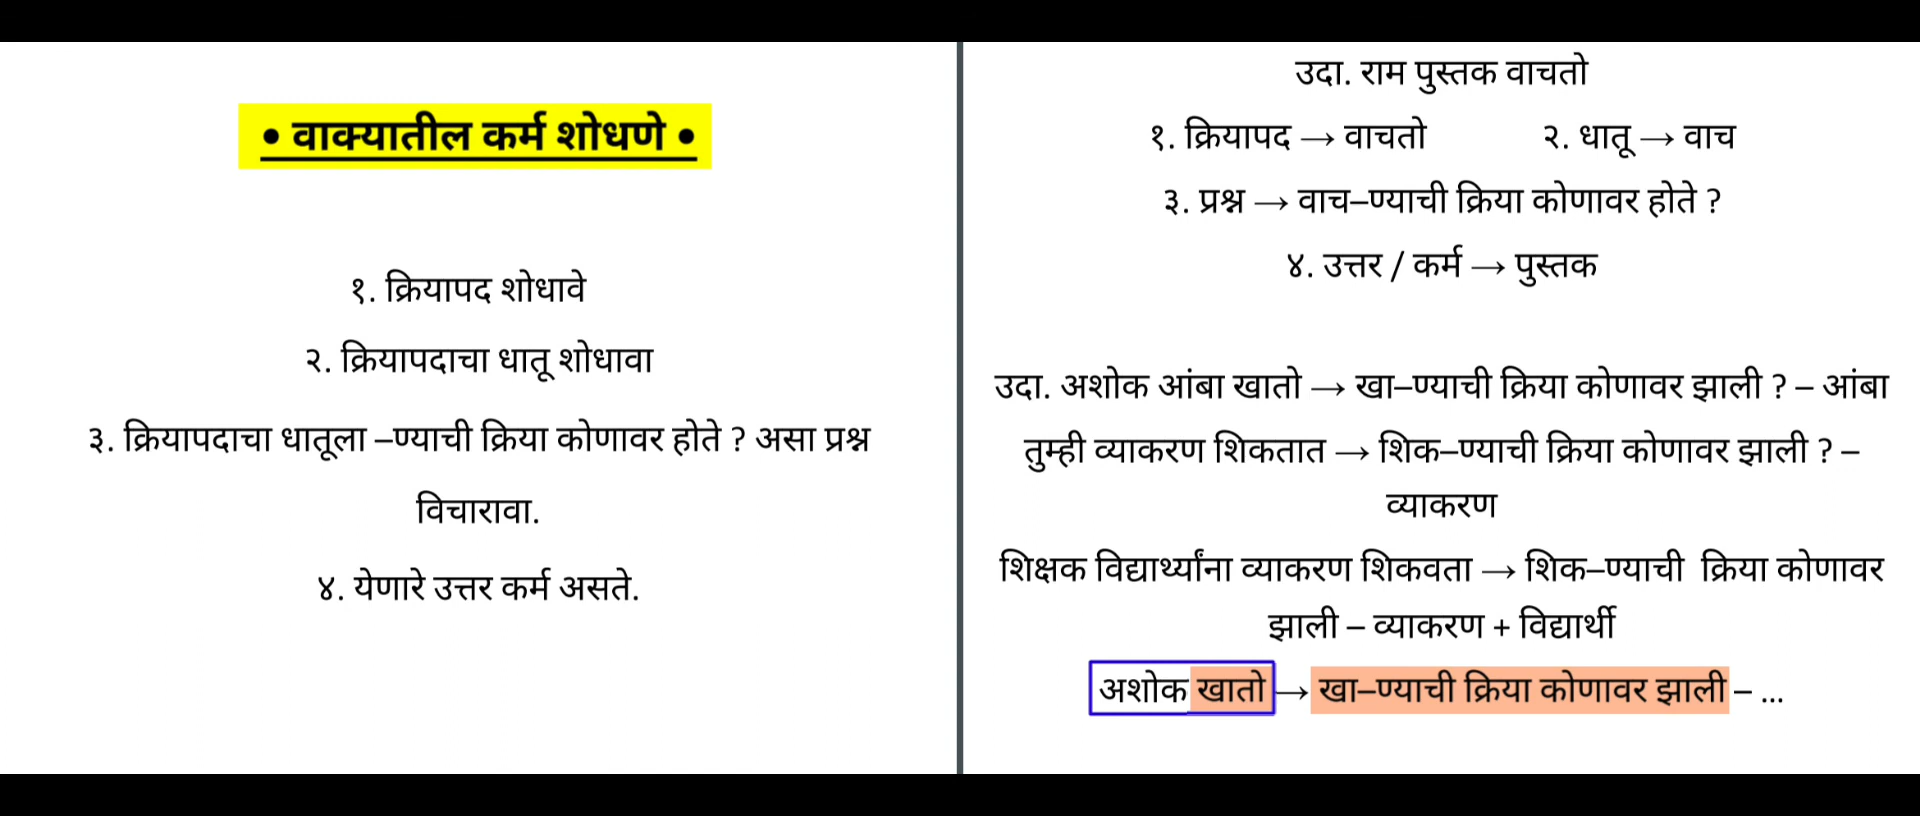 • वाक्यातील कर्म शोधणे •
१. क्रियापद शोधावे
२. क्रियापदाचा धातू शोधावा
३. क्रियापदाचा धातूला –ण्याची क्रिया कोणावर होते ? असा प्रश्न
विचारावा.
४. येणारे उत्तर कर्म असते.
उदा. राम पुस्तक वाचतो
१. क्रियापद → वाचतो २. धातू → वाच
३. प्रश्न → वाच–ण्याची क्रिया कोणावर होते ?
४. उत्तर / कर्म → पुस्तक
उदा. अशोक आंबा खातो → खा–ण्याची क्रिया कोणावर झाली ? – आंबा
तुम्ही व्याकरण शिकतात → शिक–ण्याची क्रिया कोणावर झाली ? –
व्याकरण
शिक्षक विद्यार्थ्यांना व्याकरण शिकवता → शिक–ण्याची क्रिया कोणावर
झाली – व्याकरण + विद्यार्थी
अशोक खातो → खा–ण्याची क्रिया कोणावर झाली – ...